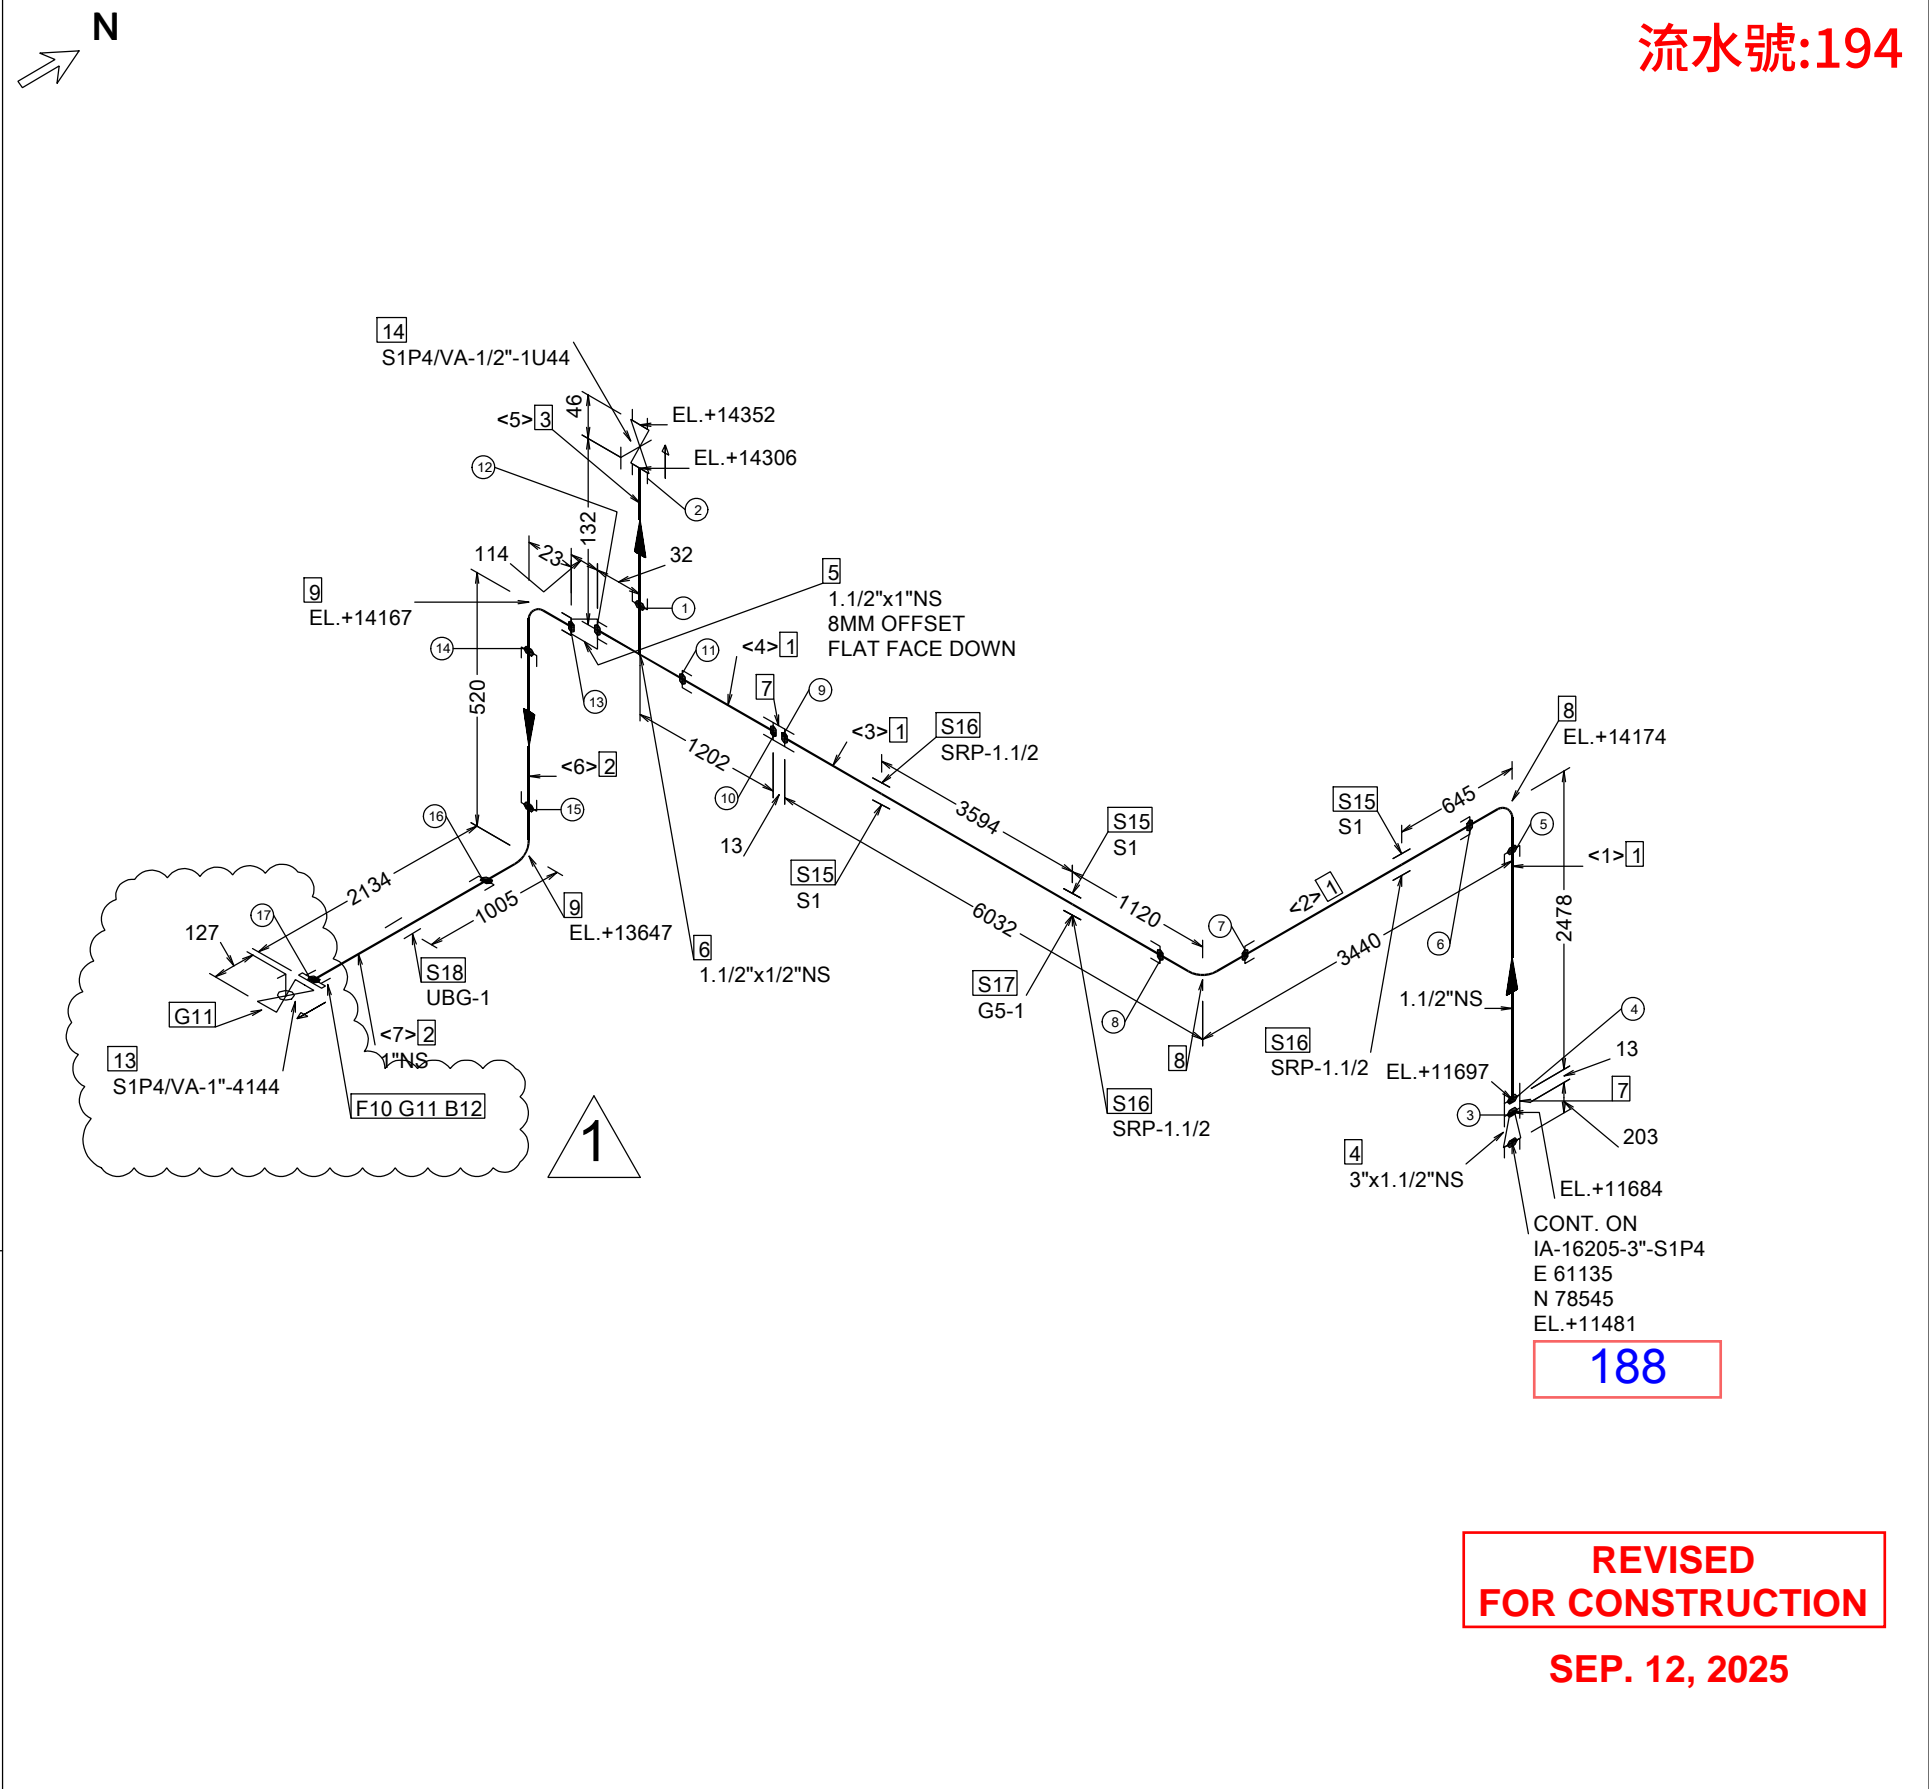 N
流水號:194
14
S1P4/VA-1/2"-1U44
<5> 3
46
EL.+14352
EL.+14306
12
2
132
114
23
32
9
EL.+14167
5
1.1/2"x1"NS
8MM OFFSET
FLAT FACE DOWN
1
14
11
<4> 1
13
7
9
520
<3> 1
S16
SRP-1.1/2
8
EL.+14174
1202
<6> 2
10
15
16
3594
13
S15
S1
S15
S1
S15
S1
645
5
<1> 1
2134
1005
9
EL.+13647
17
127
1120
<2> 1
6032
7
6
2478
3440
6
1.1/2"x1/2"NS
S18
UBG-1
S17
G5-1
8
1.1/2"NS
4
G11
<7> 2
1"NS
13
S1P4/VA-1"-4144
8
S16
SRP-1.1/2
EL.+11697
13
7
F10 G11 B12
1
S16
SRP-1.1/2
3
203
4
3"x1.1/2"NS
EL.+11684
CONT. ON
IA-16205-3"-S1P4
E 61135
N 78545
EL.+11481
188
REVISED
FOR CONSTRUCTION
SEP. 12, 2025